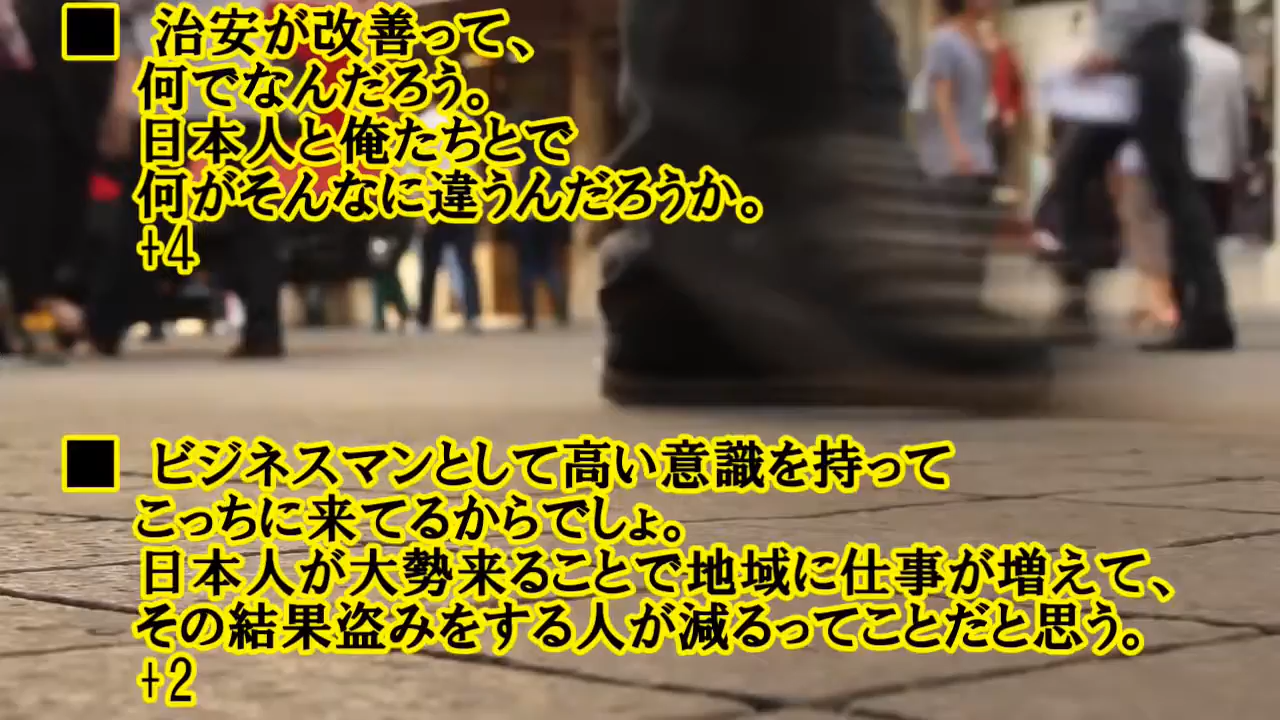 ■ 治安が改善って、
何でなんだろう。
日本人と俺たちとで
何がそんなに違うんだろうか。
+4
■ ビジネスマンとして高い意識を持って
こっちに来てるからでしょ。
日本人が大勢来ることで地域に仕事が増えて、
その結果盗みをする人が減るってことだと思う。
+2